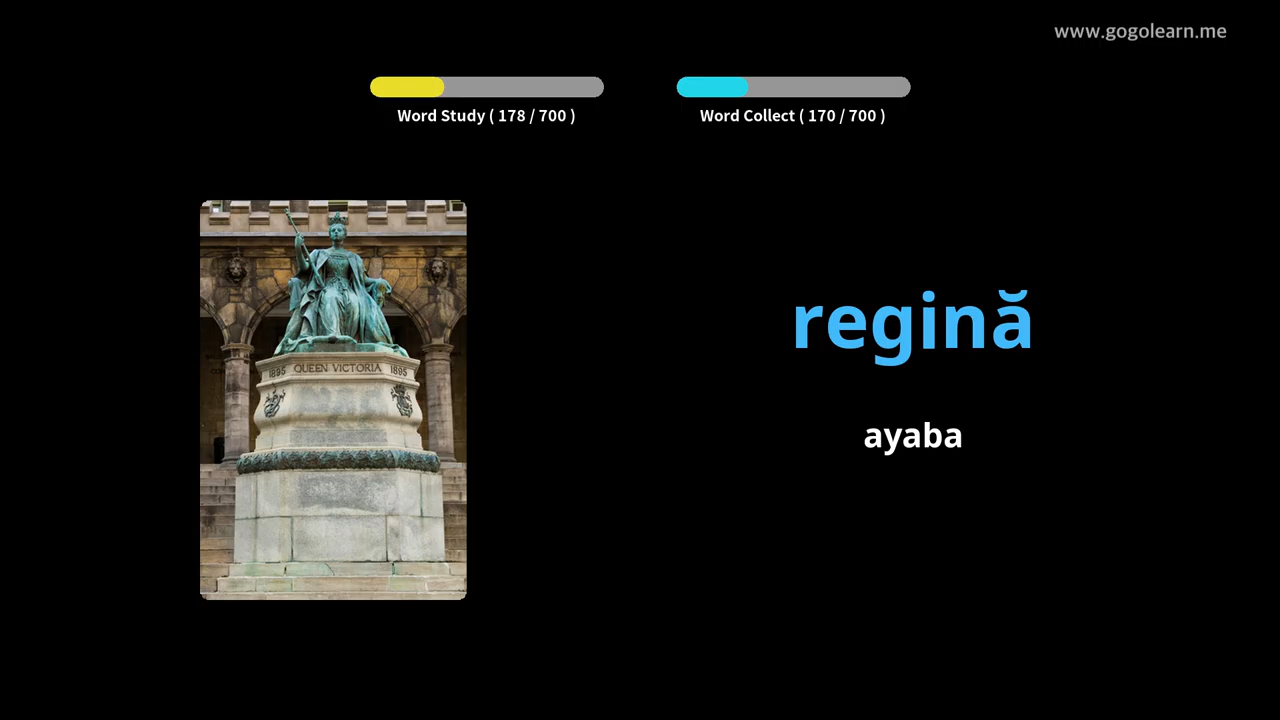 www.gogolearn.me
Word Study ( 178 / 700 )
Word Collect ( 170 / 700 )
1895 QUEEN VICTORIA 1895
regină
ayaba